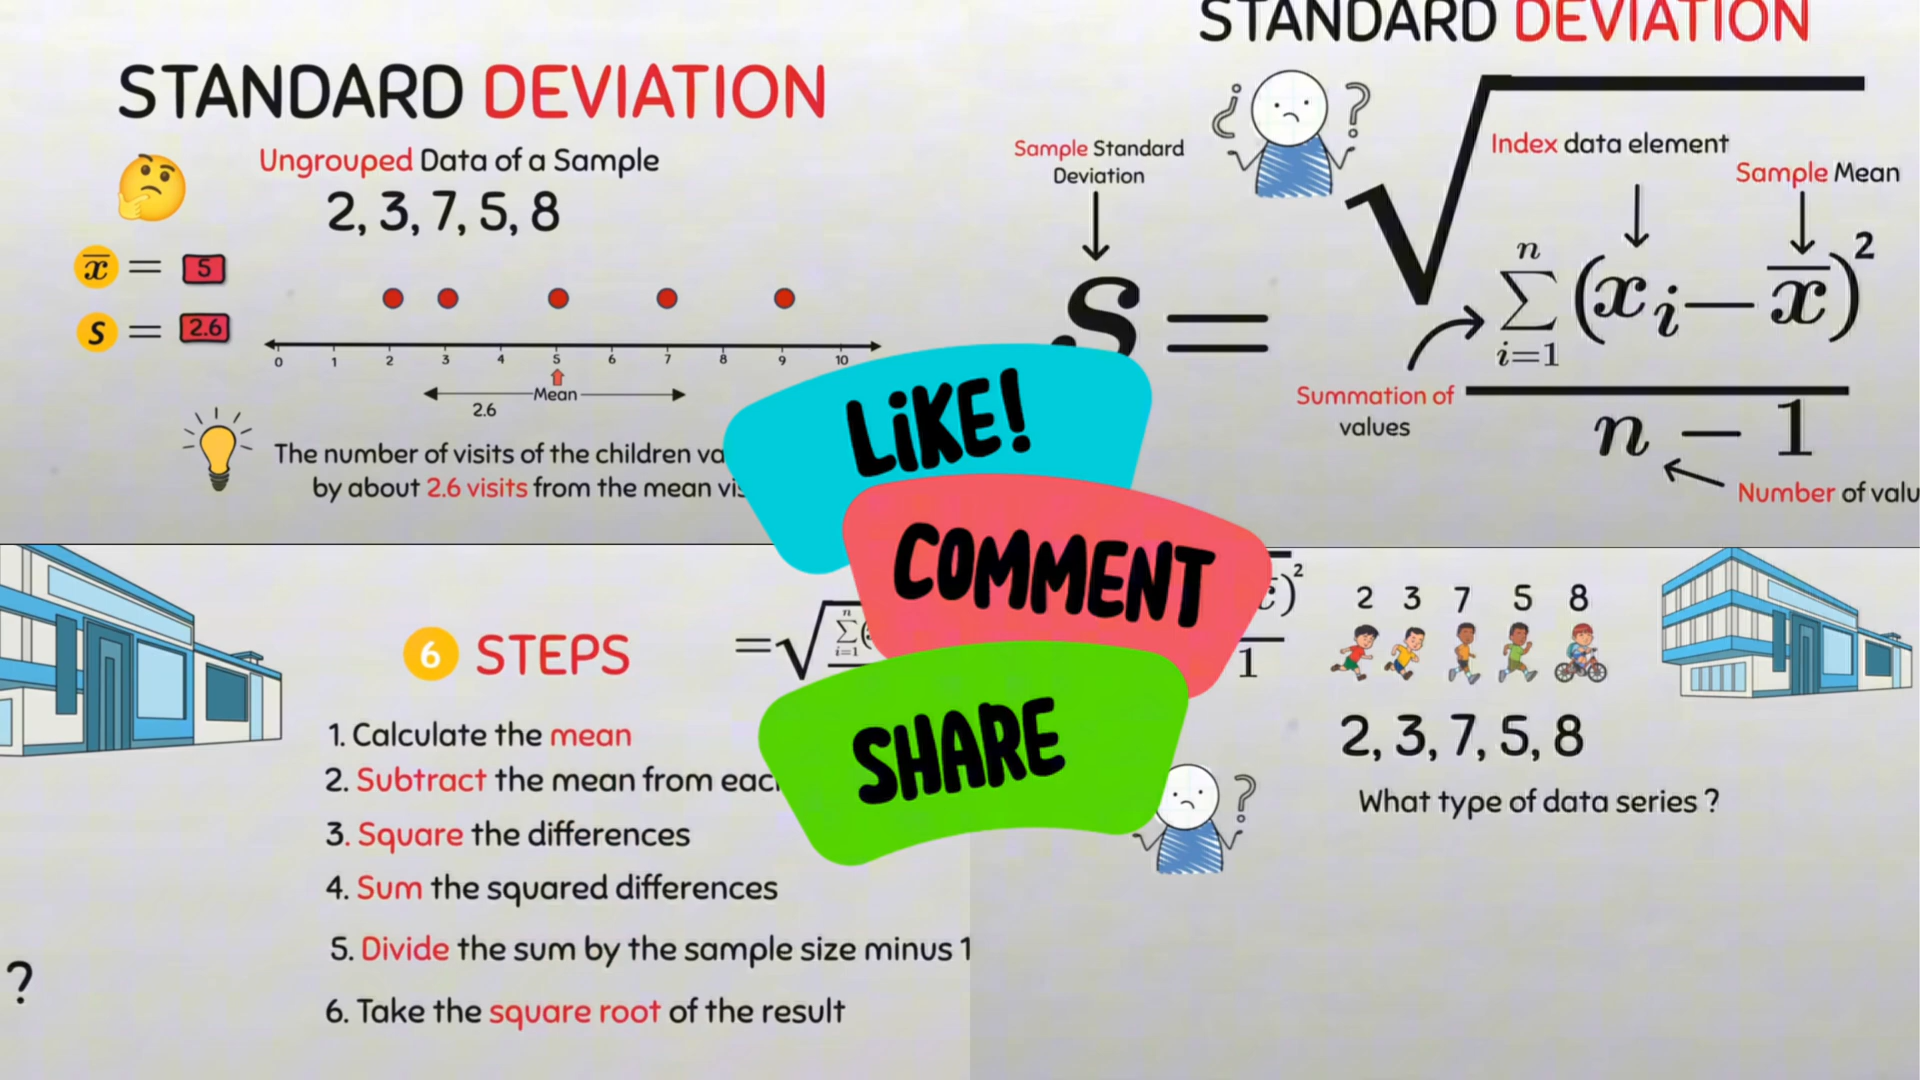 STANDARD DEVIATION
Ungrouped Data of a Sample
2, 3, 7, 5, 8
x̅ = 5
S = 2.6
0 1 2 3 4 5 6 7 8 9 10
Mean
2.6
The number of visits of the children
by about 2.6 visits from the mean
STANDARD DEVIATION
¿ ?
Sample Standard
Deviation
Index data element
Sample Mean
S =
√
n
∑ (x i − x̅)²
i=1
Summation of
values
n − 1
Number of
LiKE!
COMMENT
SHARE
6 STEPS
1. Calculate the mean
2. Subtract the mean from
3. Square the differences
4. Sum the squared differences
5. Divide the sum by the sample size minus 1
6. Take the square root of the result
?
=√
n
∑(
i=1
)²
1
2 3 7 5 8
2, 3, 7, 5, 8
What type of data series ?
?